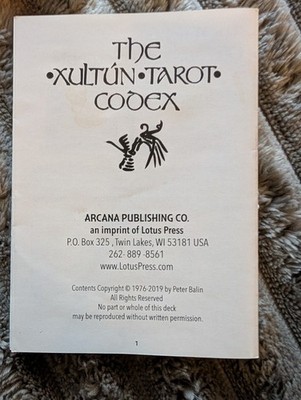 THE
•XULTÚN•TAROT•
CODEX
ARCANA PUBLISHING CO.
an imprint of Lotus Press
P.O. Box 325 , Twin Lakes, WI 53181 USA
262- 889 -8561
www.LotusPress.com
Contents Copyright © 1976-2019 by Peter Balin
All Rights Reserved
No part or whole of this deck
may be reproduced without written permission.
1